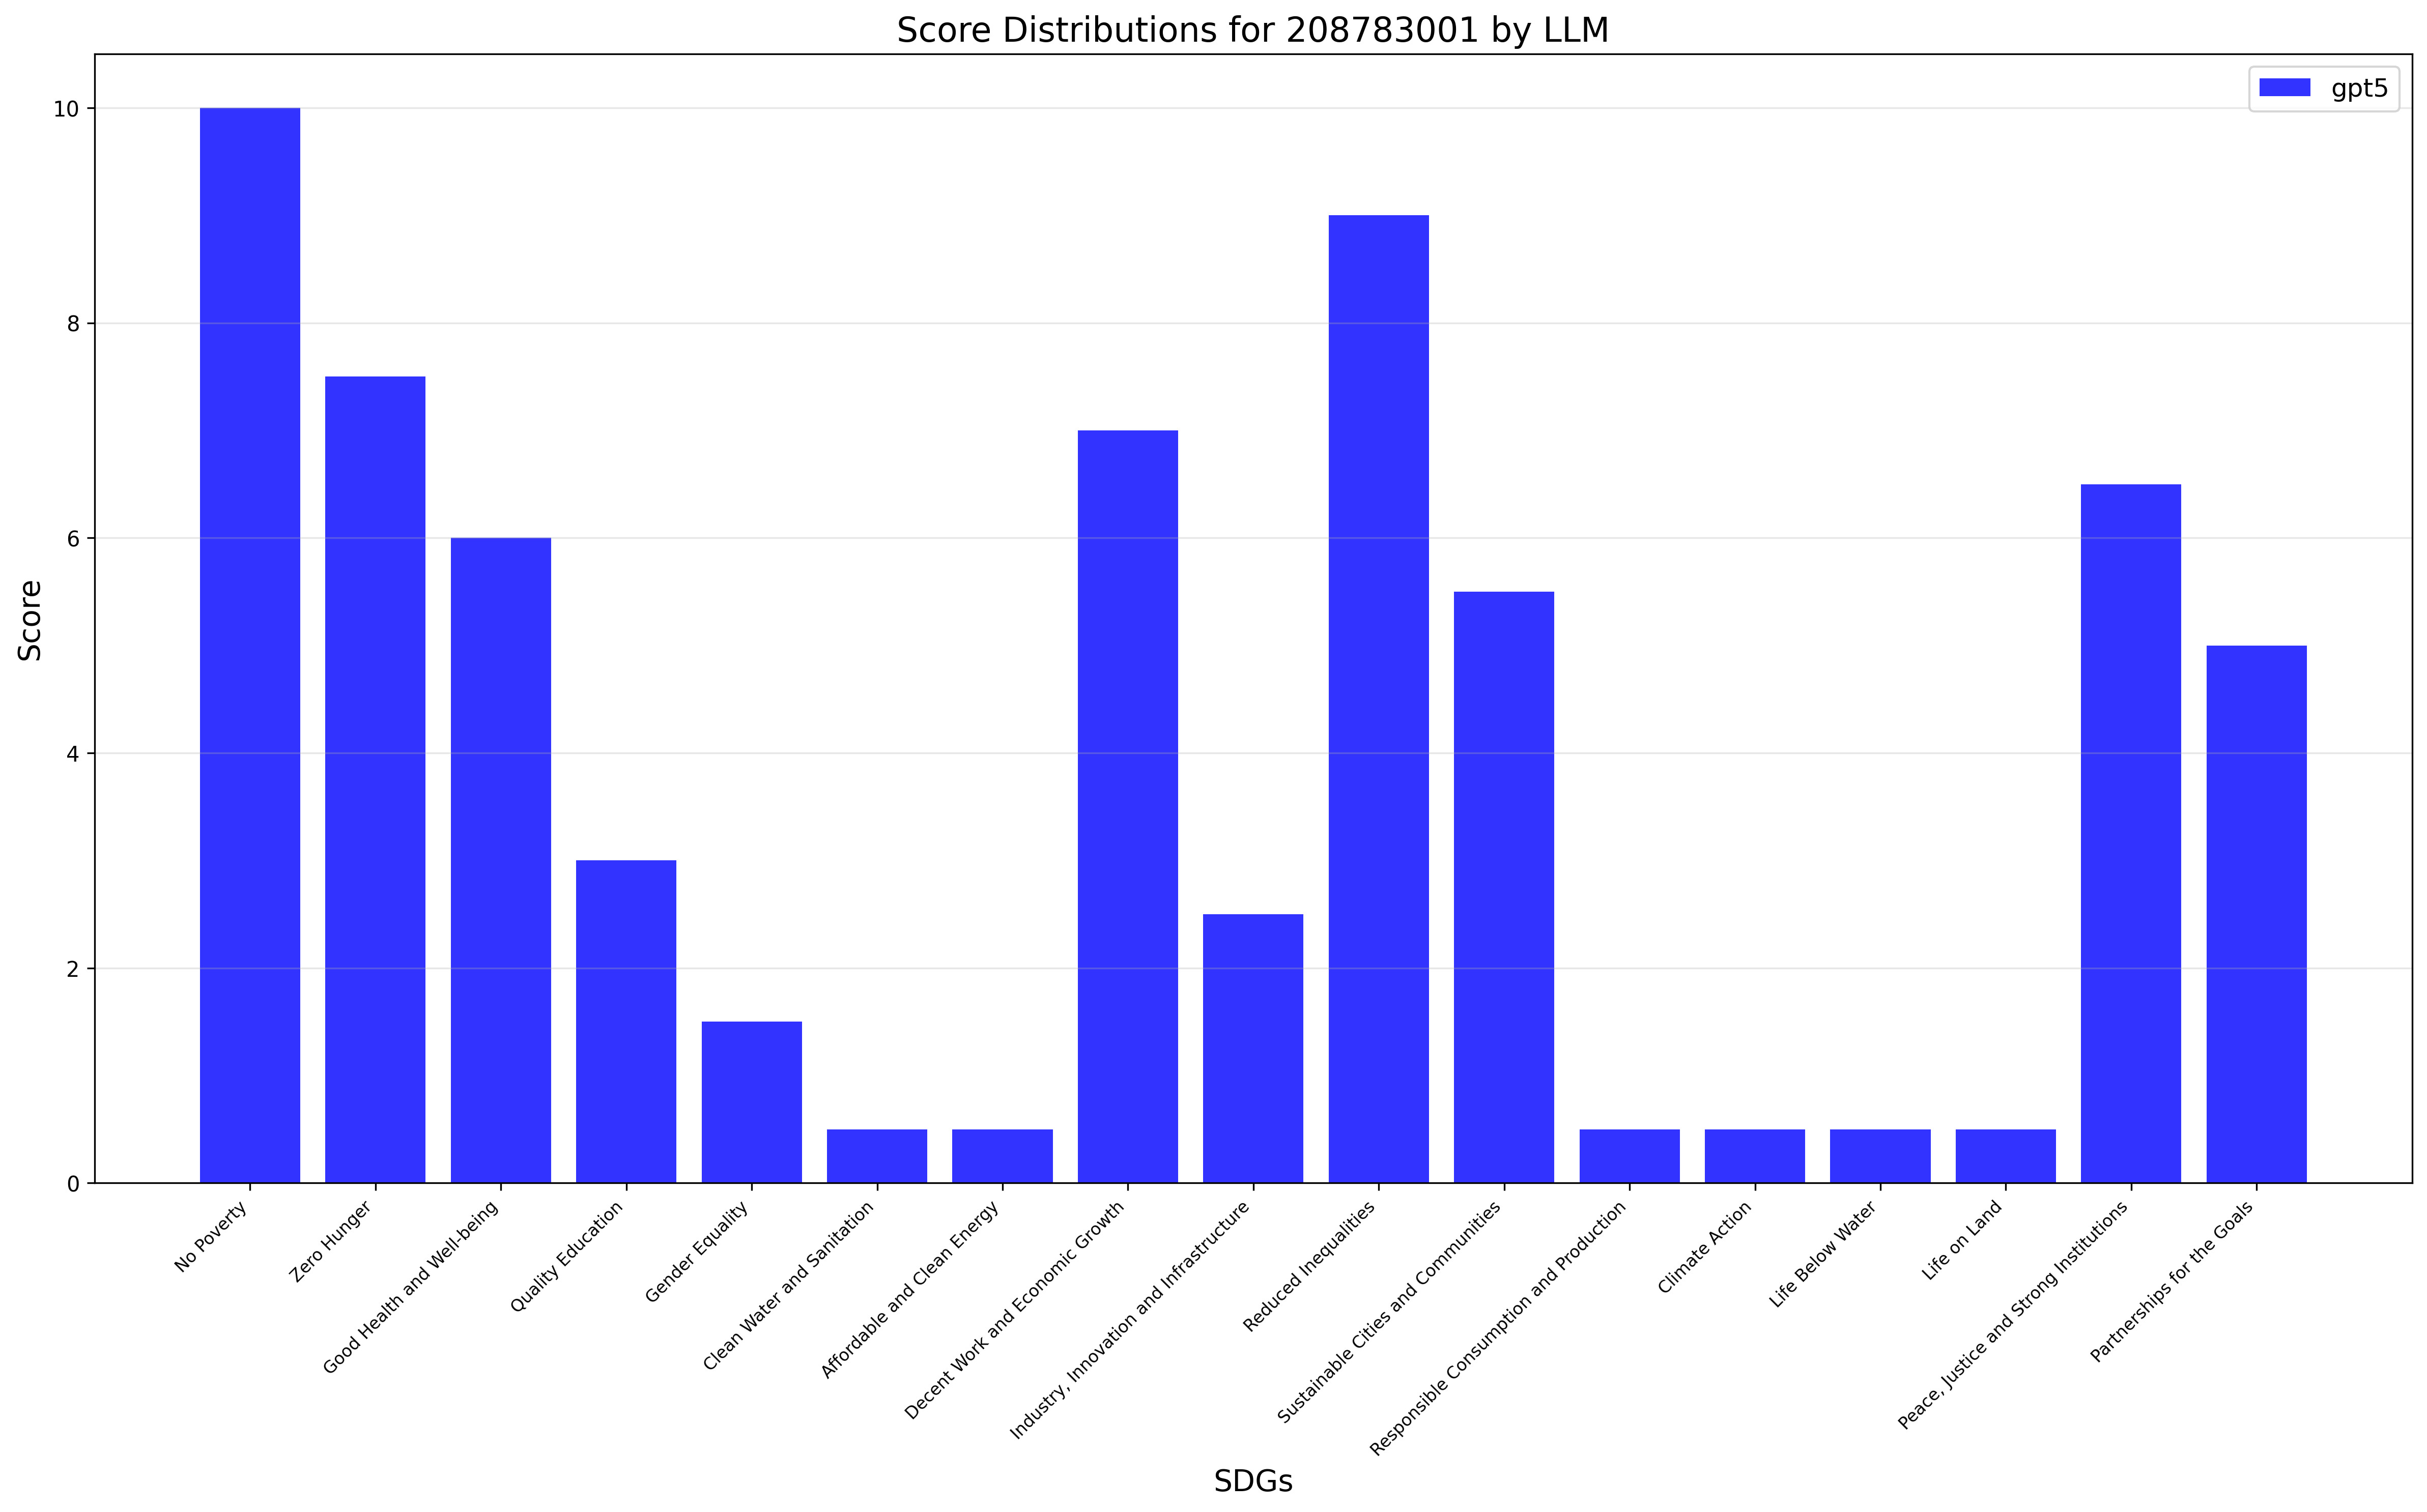 Score Distributions for 208783001 by LLM
gpt5
Score
10
8
6
4
2
0
No Poverty
Zero Hunger
Good Health and Well-being
Quality Education
Gender Equality
Clean Water and Sanitation
Affordable and Clean Energy
Decent Work and Economic Growth
Industry, Innovation and Infrastructure
Reduced Inequalities
Sustainable Cities and Communities
Responsible Consumption and Production
Climate Action
Life Below Water
Life on Land
Peace, Justice and Strong Institutions
Partnerships for the Goals
SDGs